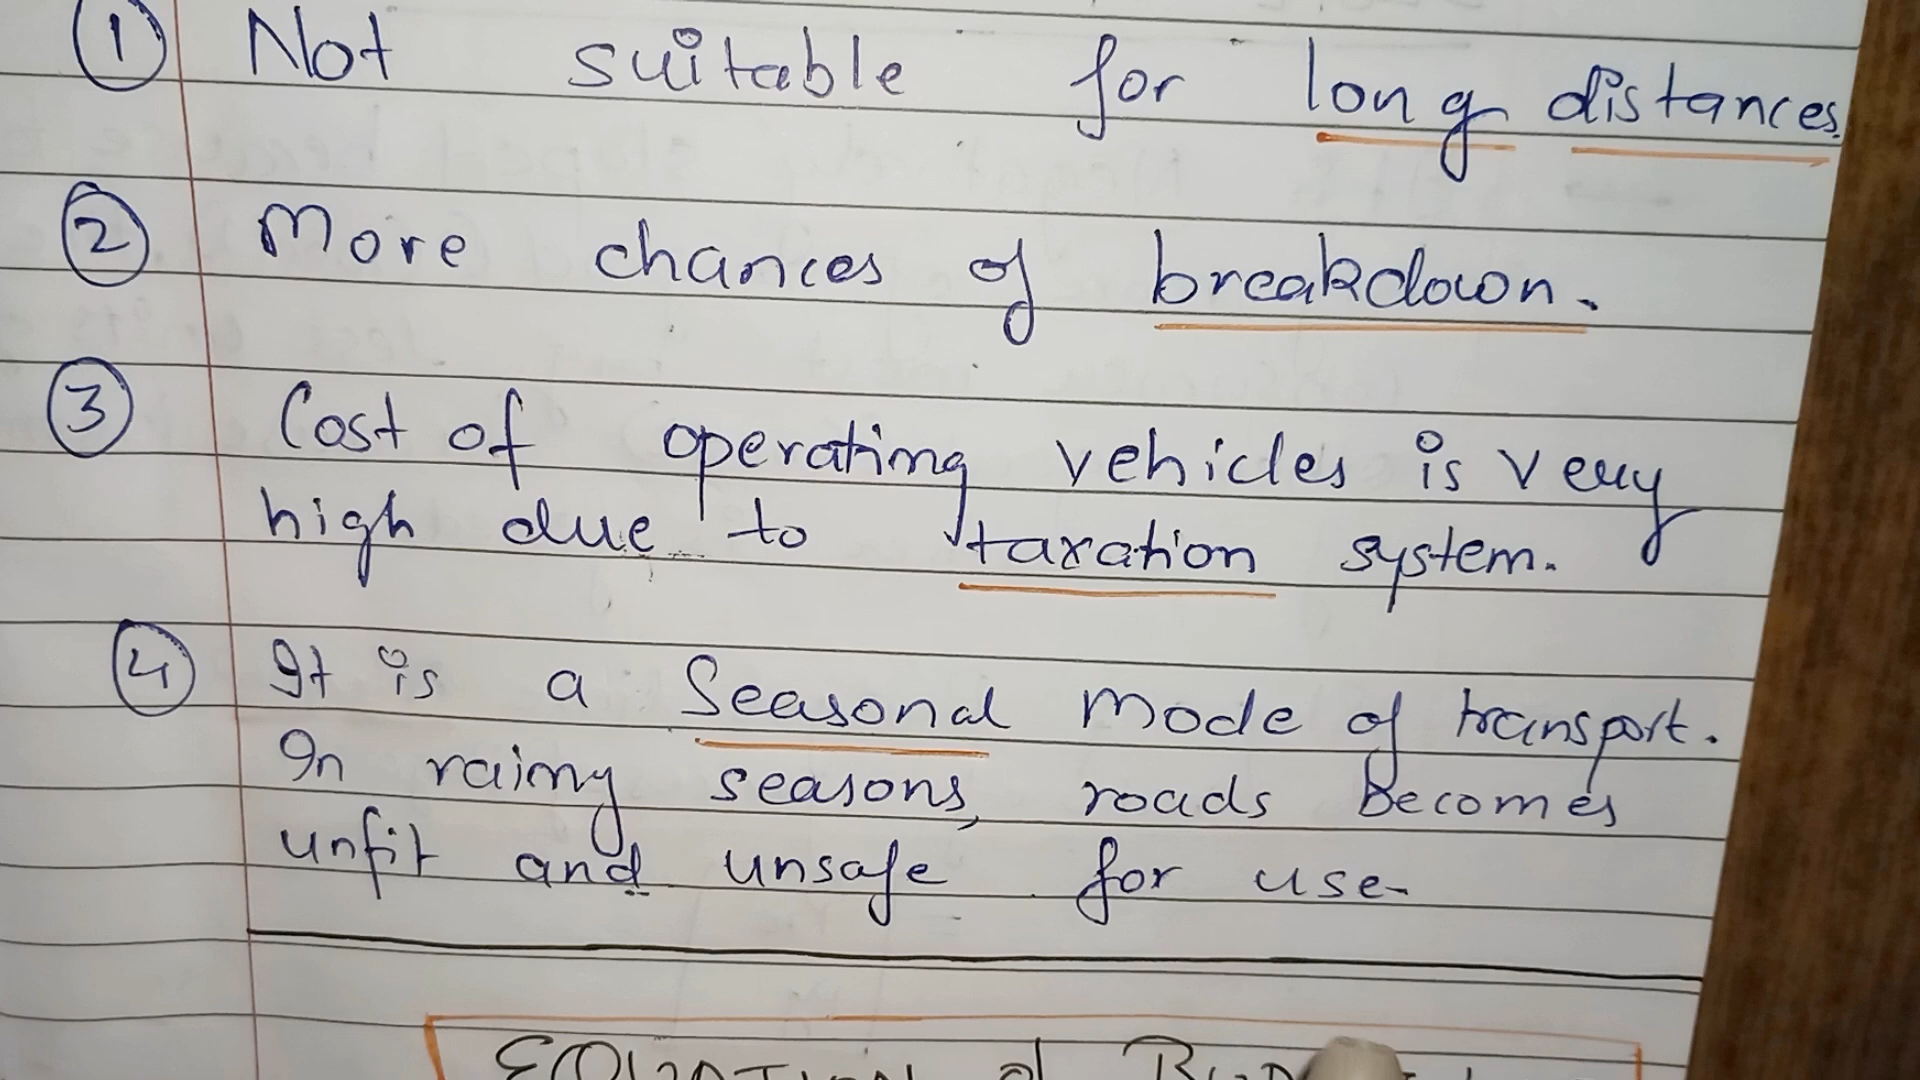 ① Not suitable for long distances.
② More chances of breakdown.
③ Cost of operating vehicles is very
high due to taxation system.
④ It is a Seasonal mode of transport.
In rainy seasons, roads Becomes
unfit and unsafe for use.
EQUATION of